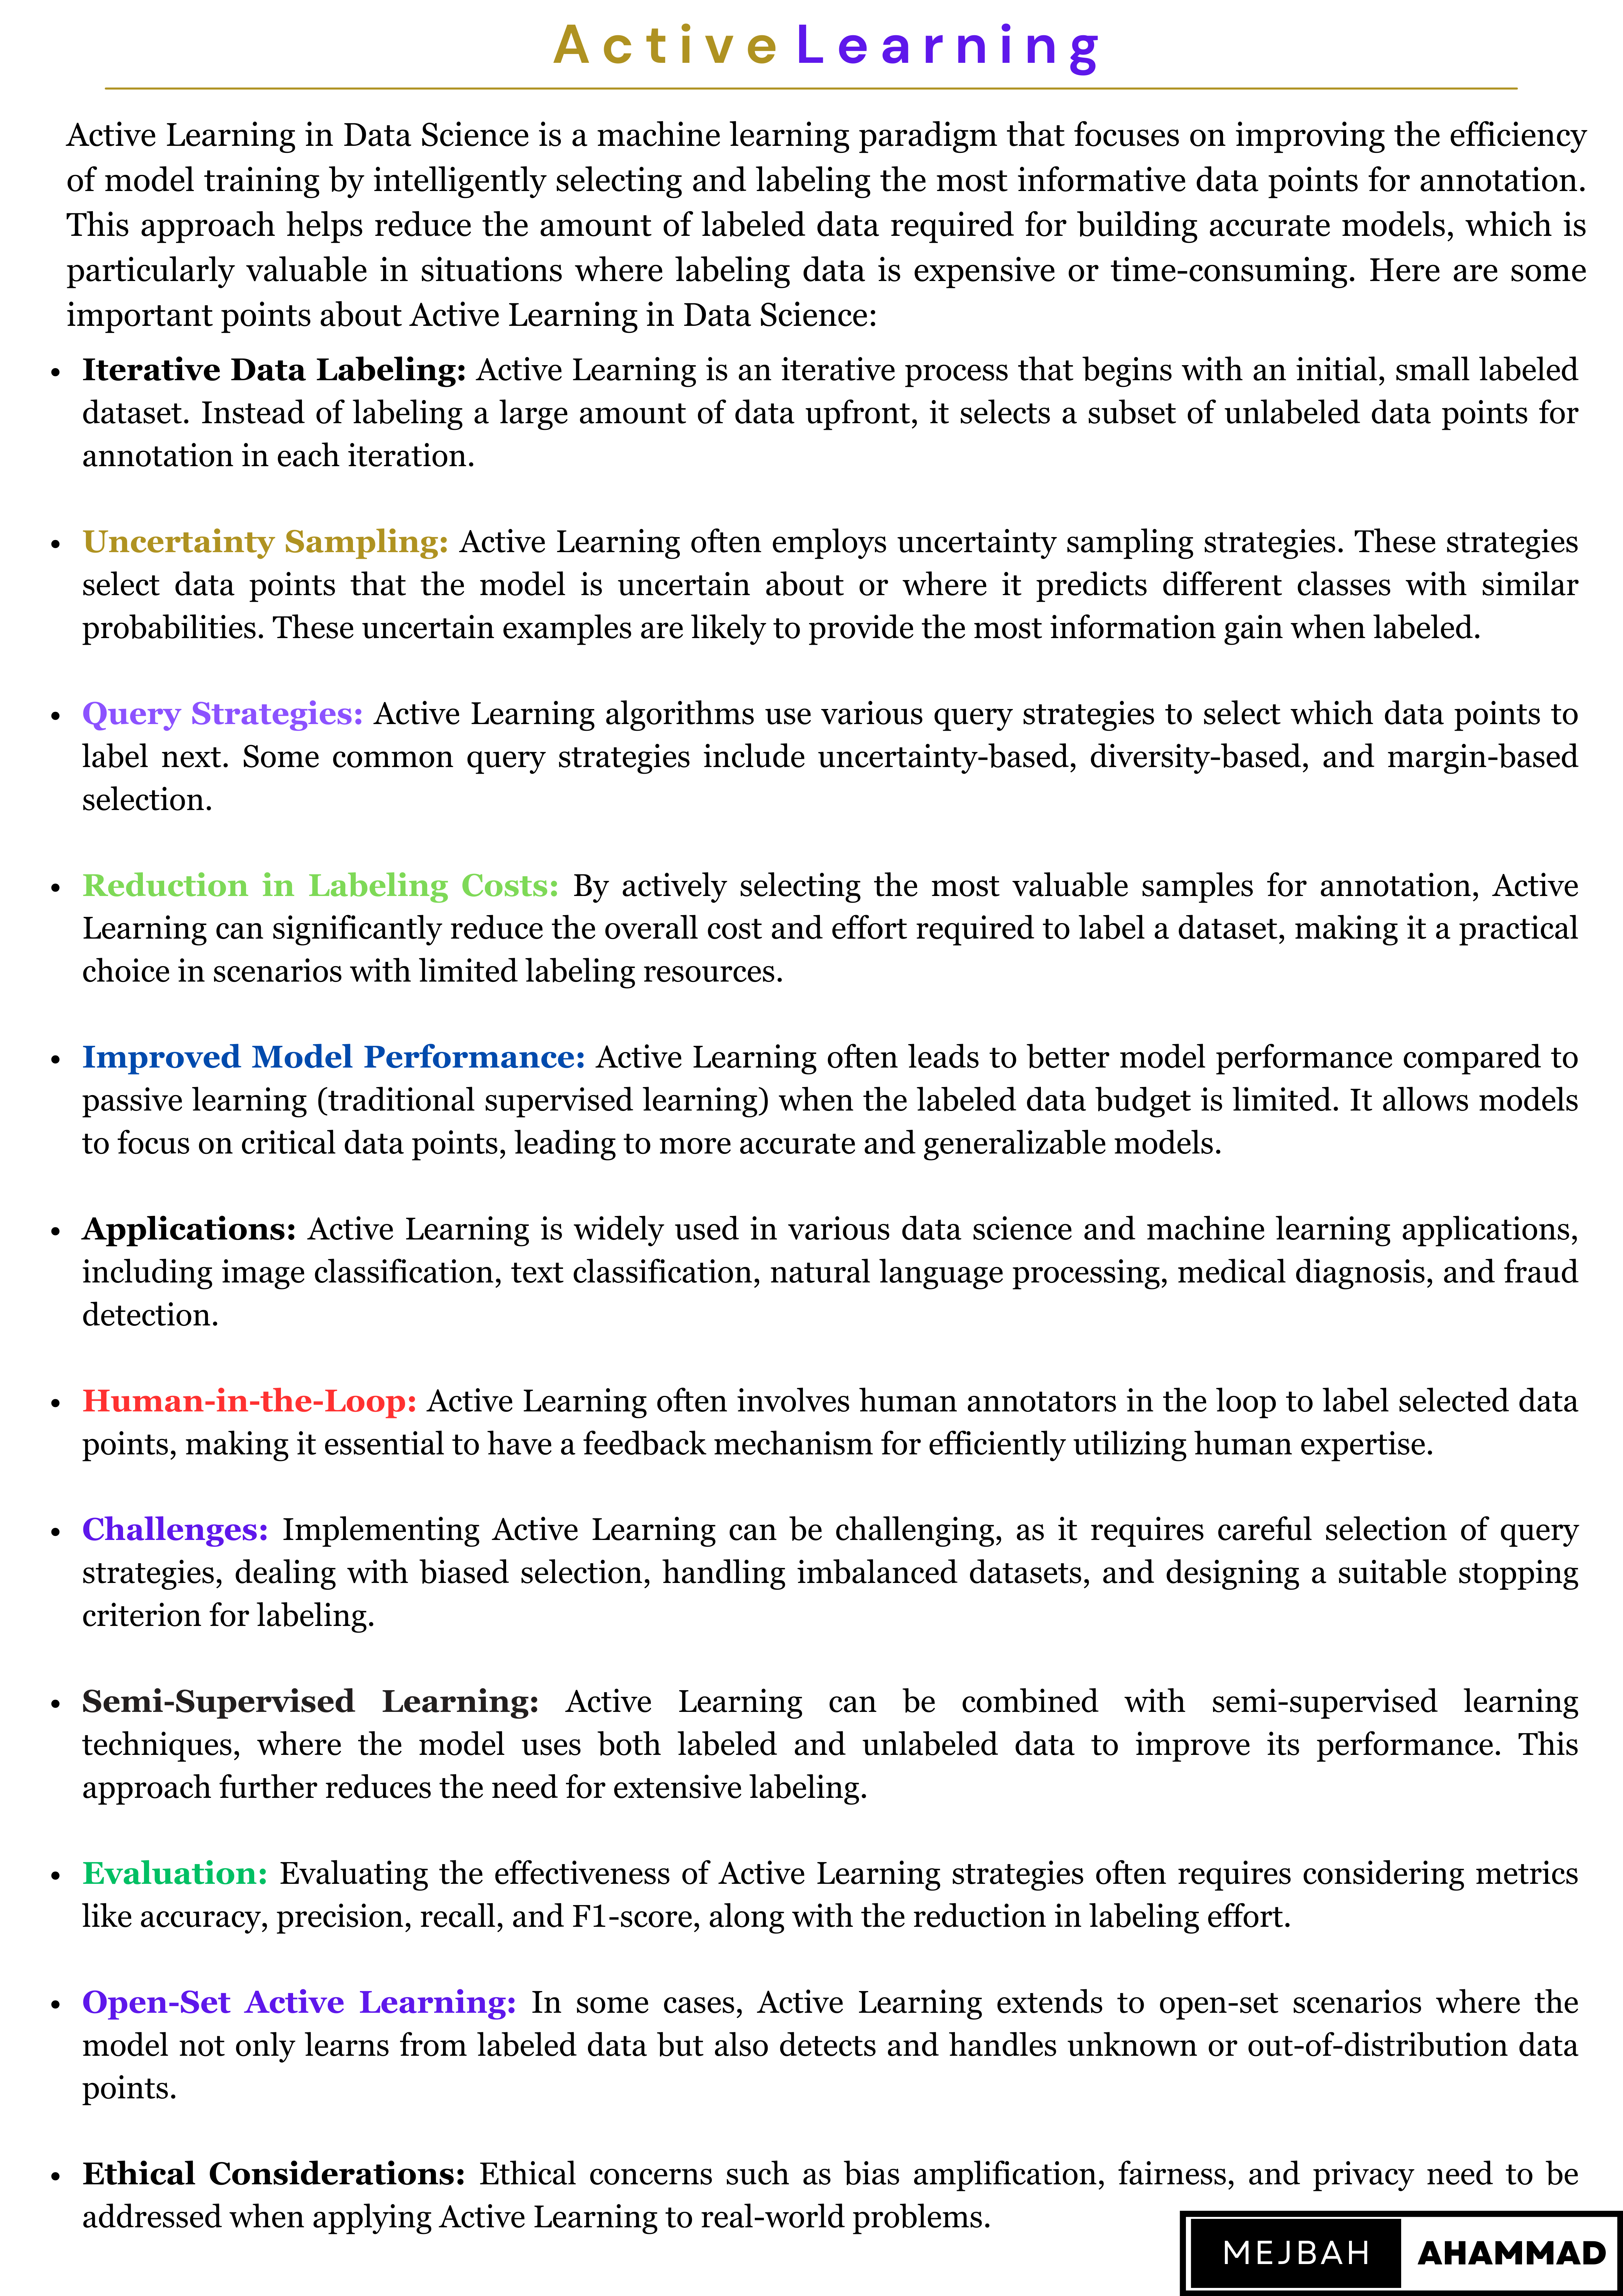 Active Learning
Active Learning in Data Science is a machine learning paradigm that focuses on improving the efficiency
of model training by intelligently selecting and labeling the most informative data points for annotation.
This approach helps reduce the amount of labeled data required for building accurate models, which is
particularly valuable in situations where labeling data is expensive or time-consuming. Here are some
important points about Active Learning in Data Science:
• Iterative Data Labeling: Active Learning is an iterative process that begins with an initial, small labeled
dataset. Instead of labeling a large amount of data upfront, it selects a subset of unlabeled data points for
annotation in each iteration.
• Uncertainty Sampling: Active Learning often employs uncertainty sampling strategies. These strategies
select data points that the model is uncertain about or where it predicts different classes with similar
probabilities. These uncertain examples are likely to provide the most information gain when labeled.
• Query Strategies: Active Learning algorithms use various query strategies to select which data points to
label next. Some common query strategies include uncertainty-based, diversity-based, and margin-based
selection.
• Reduction in Labeling Costs: By actively selecting the most valuable samples for annotation, Active
Learning can significantly reduce the overall cost and effort required to label a dataset, making it a practical
choice in scenarios with limited labeling resources.
• Improved Model Performance: Active Learning often leads to better model performance compared to
passive learning (traditional supervised learning) when the labeled data budget is limited. It allows models
to focus on critical data points, leading to more accurate and generalizable models.
• Applications: Active Learning is widely used in various data science and machine learning applications,
including image classification, text classification, natural language processing, medical diagnosis, and fraud
detection.
• Human-in-the-Loop: Active Learning often involves human annotators in the loop to label selected data
points, making it essential to have a feedback mechanism for efficiently utilizing human expertise.
• Challenges: Implementing Active Learning can be challenging, as it requires careful selection of query
strategies, dealing with biased selection, handling imbalanced datasets, and designing a suitable stopping
criterion for labeling.
• Semi-Supervised Learning: Active Learning can be combined with semi-supervised learning
techniques, where the model uses both labeled and unlabeled data to improve its performance. This
approach further reduces the need for extensive labeling.
• Evaluation: Evaluating the effectiveness of Active Learning strategies often requires considering metrics
like accuracy, precision, recall, and F1-score, along with the reduction in labeling effort.
• Open-Set Active Learning: In some cases, Active Learning extends to open-set scenarios where the
model not only learns from labeled data but also detects and handles unknown or out-of-distribution data
points.
• Ethical Considerations: Ethical concerns such as bias amplification, fairness, and privacy need to be
addressed when applying Active Learning to real-world problems.
MEJBAH AHAMMAD